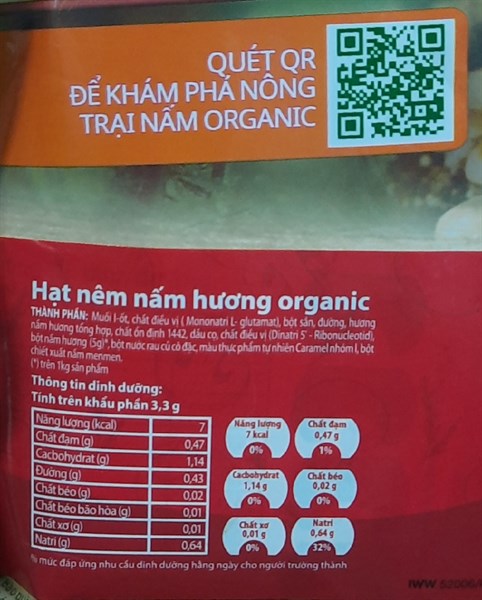 QUÉT QR
ĐỂ KHÁM PHÁ NÔNG
TRẠI NẤM ORGANIC
Hạt nêm nấm hương organic
THÀNH PHẦN: Muối I-ốt, chất điều vị ( Mononatri L- glutamat), bột sắn, đường, hương
nấm hương tổng hợp, chất ổn định 1442, dầu cọ, chất điều vị (Dinatri 5' - Ribonucleotid),
bột nấm hương (5g)*, bột nước rau củ cô đặc, màu thực phẩm tự nhiên Caramel nhóm I, bột
chiết xuất nấm menmen.
(*) trên 1kg sản phẩm
Thông tin dinh dưỡng:
Tính trên khẩu phần 3,3 g
Năng lượng (kcal) 7
Chất đạm (g) 0,47
Cacbohydrat (g) 1,14
Đường (g) 0,43
Chất béo (g) 0,02
Chất béo bão hòa (g) 0,01
Chất xơ (g) 0,01
Natri (g) 0,64
Năng lượng
7 kcal
0%
Chất đạm
0,47 g
1%
Cacbohydrat
1,14 g
0%
Chất béo
0,02 g
0%
Chất xơ
0,01 g
0%
Natri
0,64 g
32%
% mức đáp ứng nhu cầu dinh dưỡng hằng ngày cho người trưởng thành